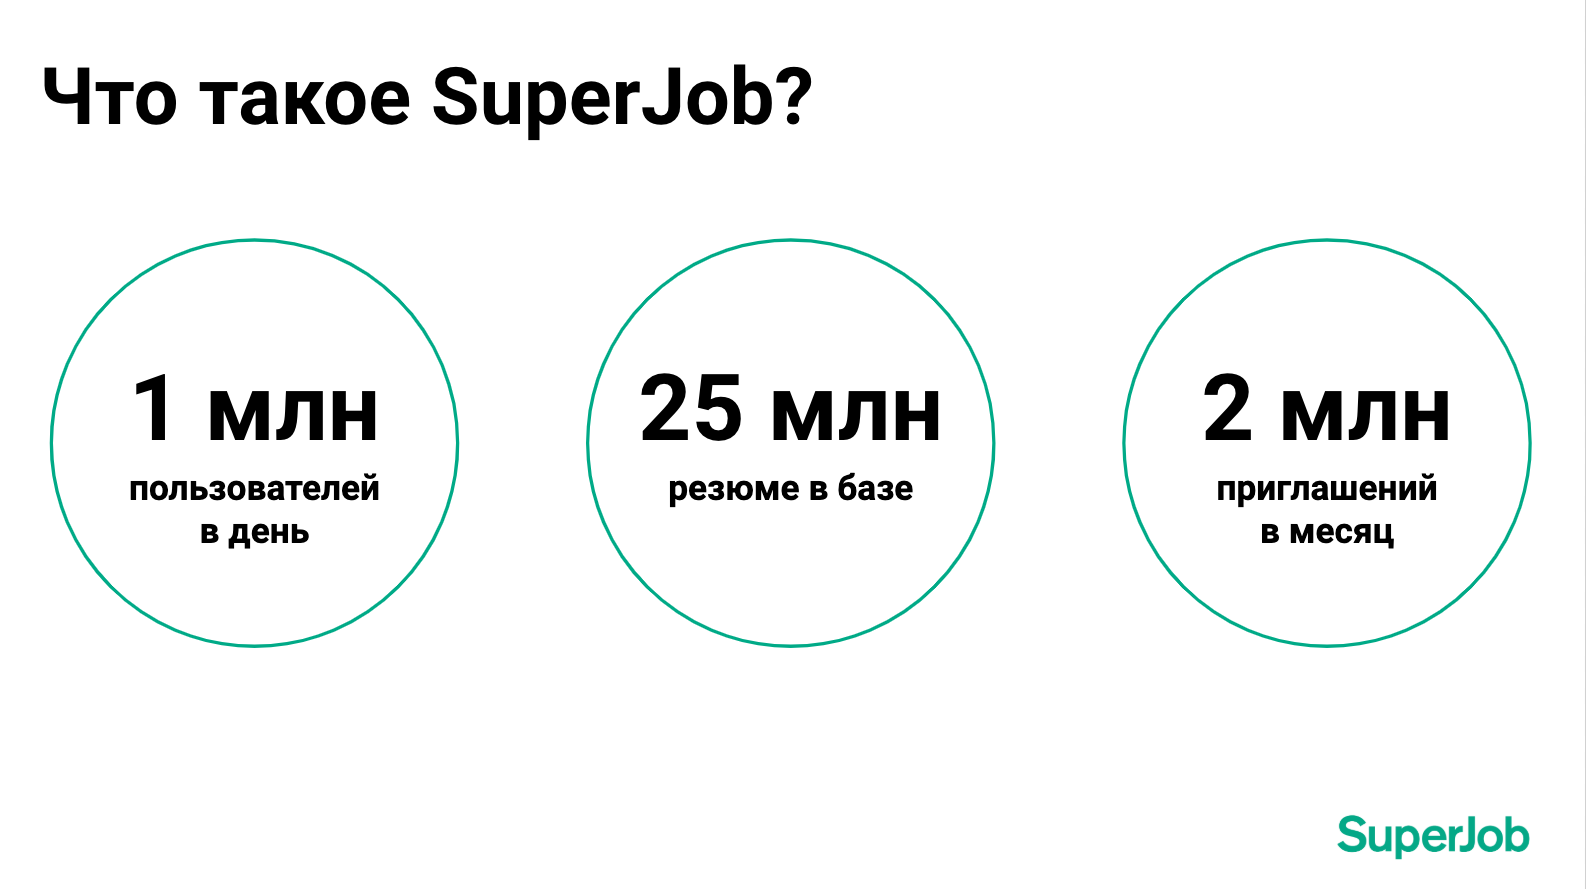 Что такое SuperJob?
1 млн
пользователей
в день
25 млн
резюме в базе
2 млн
приглашений
в месяц
SuperJob